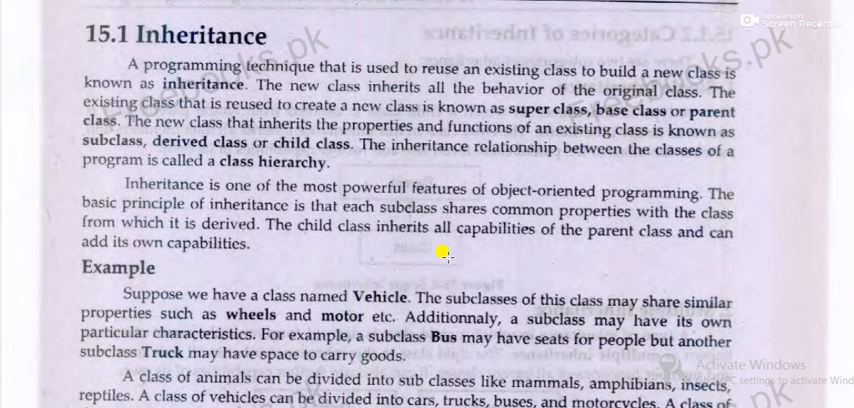 15.1 Inheritance
A programming technique that is used to reuse an existing class to build a new class is
known as inheritance. The new class inherits all the behavior of the original class. The
existing class that is reused to create a new class is known as super class, base class or parent
class. The new class that inherits the properties and functions of an existing class is known as
subclass, derived class or child class. The inheritance relationship between the classes of a
program is called a class hierarchy.
Inheritance is one of the most powerful features of object-oriented programming. The
basic principle of inheritance is that each subclass shares common properties with the class
from which it is derived. The child class inherits all capabilities of the parent class and can
add its own capabilities.
Example
Suppose we have a class named Vehicle. The subclasses of this class may share similar
properties such as wheels and motor etc. Additionnaly, a subclass may have its own
particular characteristics. For example, a subclass Bus may have seats for people but another
subclass Truck may have space to carry goods.
A class of animals can be divided into sub classes like mammals, amphibians, insects,
reptiles. A class of vehicles can be divided into cars, trucks, buses, and motorcycles. A class of
Screen Recorder
Freebooks.pk
Activate Windows
PC settings to activate Wind